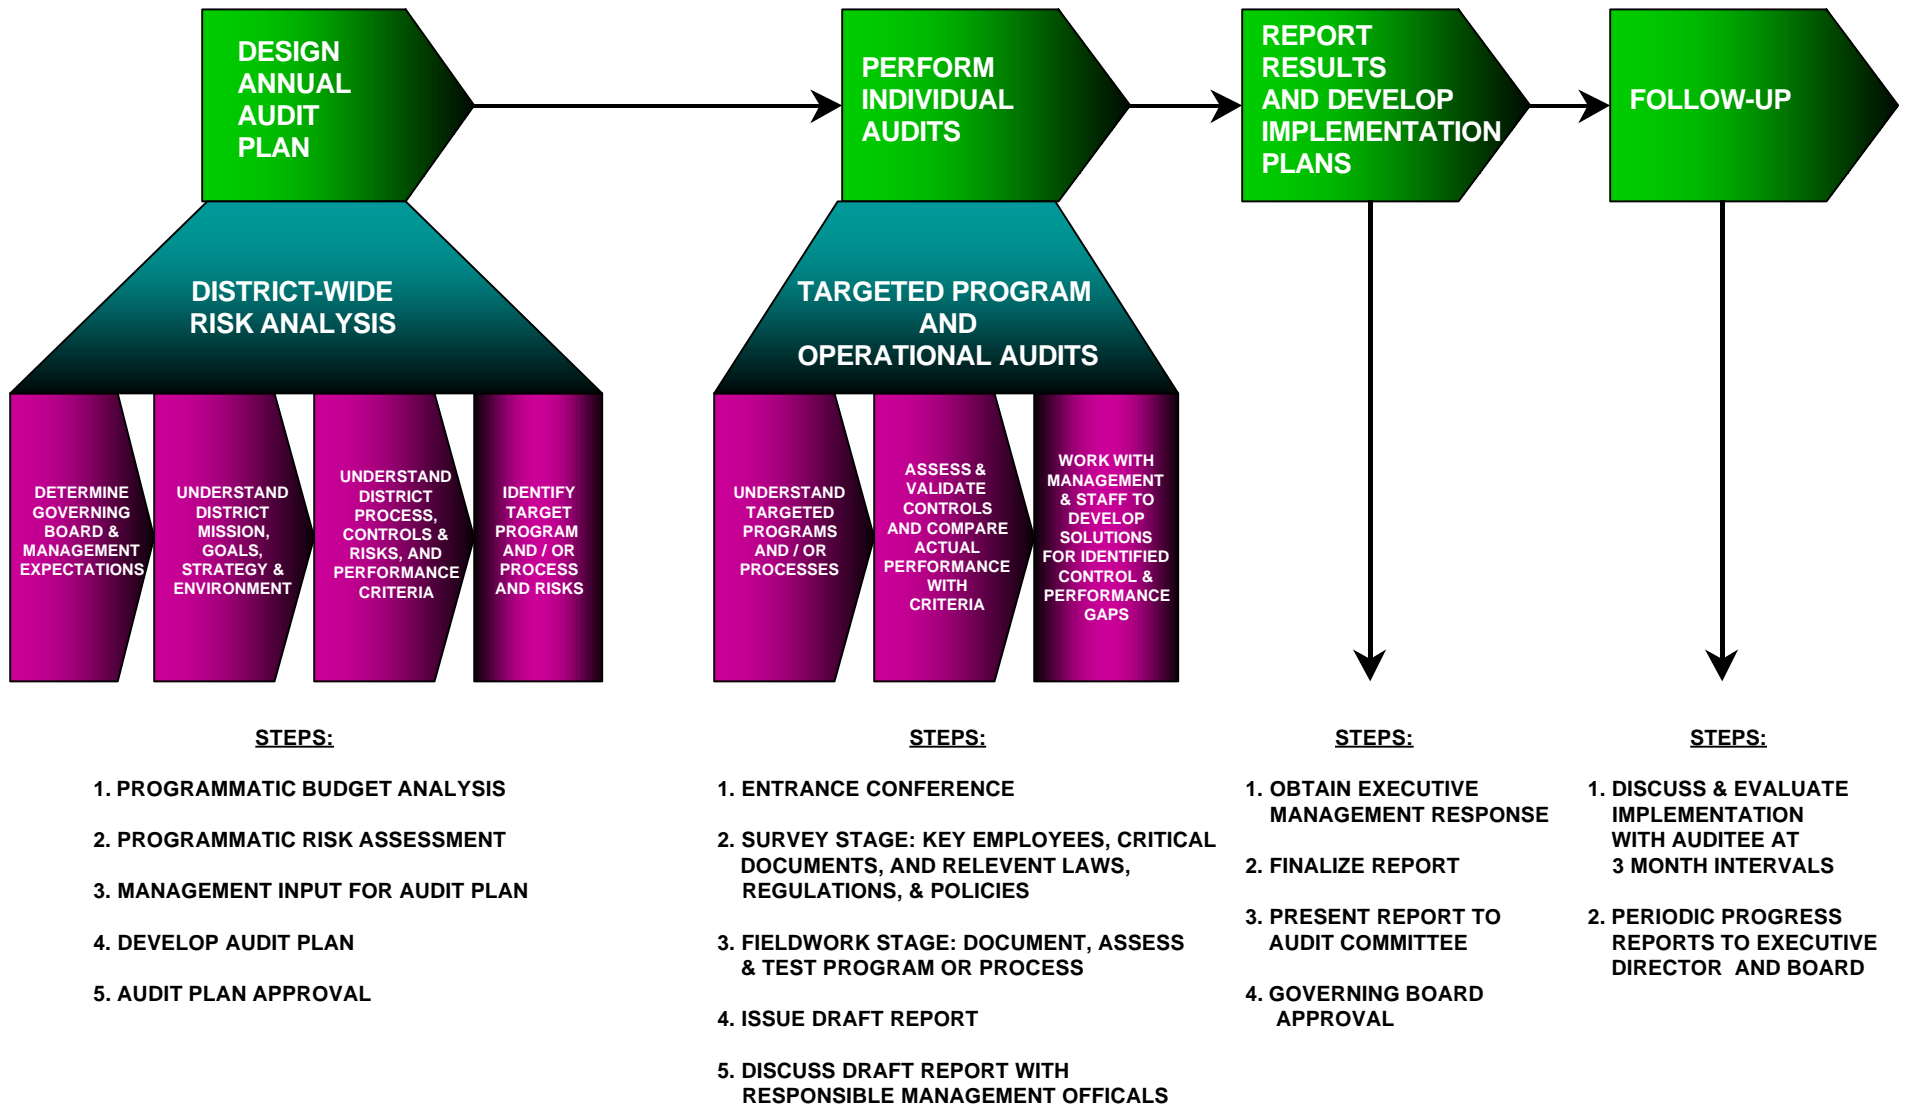 DESIGN
ANNUAL
AUDIT
PLAN
PERFORM
INDIVIDUAL
AUDITS
REPORT
RESULTS
AND DEVELOP
IMPLEMENTATION
PLANS
FOLLOW-UP
DISTRICT-WIDE
RISK ANALYSIS
TARGETED PROGRAM
AND
OPERATIONAL AUDITS
DETERMINE
GOVERNING
BOARD &
MANAGEMENT
EXPECTATIONS
UNDERSTAND
DISTRICT
MISSION,
GOALS,
STRATEGY &
ENVIRONMENT
UNDERSTAND
DISTRICT
PROCESS,
CONTROLS &
RISKS, AND
PERFORMANCE
CRITERIA
IDENTIFY
TARGET
PROGRAM
AND / OR
PROCESS
AND RISKS
UNDERSTAND
TARGETED
PROGRAMS
AND / OR
PROCESSES
ASSESS &
VALIDATE
CONTROLS
AND COMPARE
ACTUAL
PERFORMANCE
WITH
CRITERIA
WORK WITH
MANAGEMENT
& STAFF TO
DEVELOP
SOLUTIONS
FOR IDENTIFIED
CONTROL &
PERFORMANCE
GAPS
STEPS:
1. PROGRAMMATIC BUDGET ANALYSIS
2. PROGRAMMATIC RISK ASSESSMENT
3. MANAGEMENT INPUT FOR AUDIT PLAN
4. DEVELOP AUDIT PLAN
5. AUDIT PLAN APPROVAL
STEPS:
1. ENTRANCE CONFERENCE
2. SURVEY STAGE: KEY EMPLOYEES, CRITICAL
DOCUMENTS, AND RELEVENT LAWS,
REGULATIONS, & POLICIES
3. FIELDWORK STAGE: DOCUMENT, ASSESS
& TEST PROGRAM OR PROCESS
4. ISSUE DRAFT REPORT
5. DISCUSS DRAFT REPORT WITH
RESPONSIBLE MANAGEMENT OFFICALS
STEPS:
1. OBTAIN EXECUTIVE
MANAGEMENT RESPONSE
2. FINALIZE REPORT
3. PRESENT REPORT TO
AUDIT COMMITTEE
4. GOVERNING BOARD
APPROVAL
STEPS:
1. DISCUSS & EVALUATE
IMPLEMENTATION
WITH AUDITEE AT
3 MONTH INTERVALS
2. PERIODIC PROGRESS
REPORTS TO EXECUTIVE
DIRECTOR AND BOARD